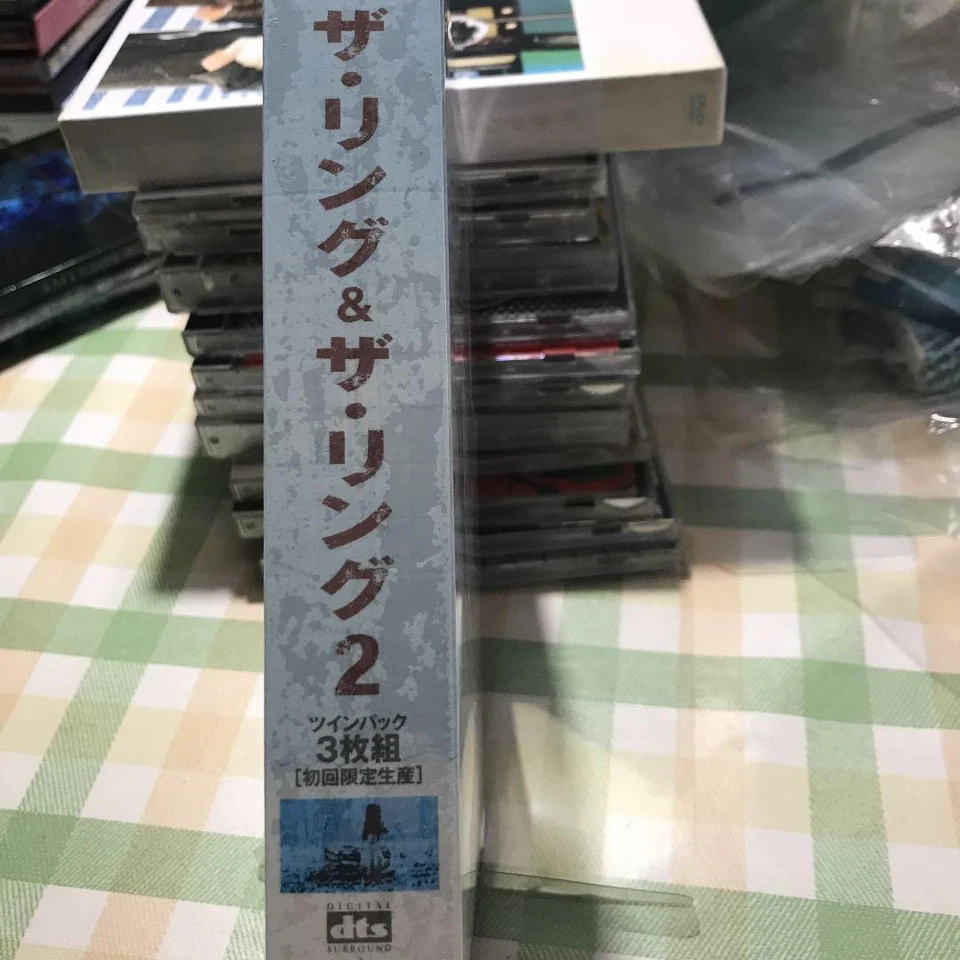 ザ・リング&ザ・リング2
ツインパック
3枚組
[初回限定生産]
DIGITAL
dts
SURROUND